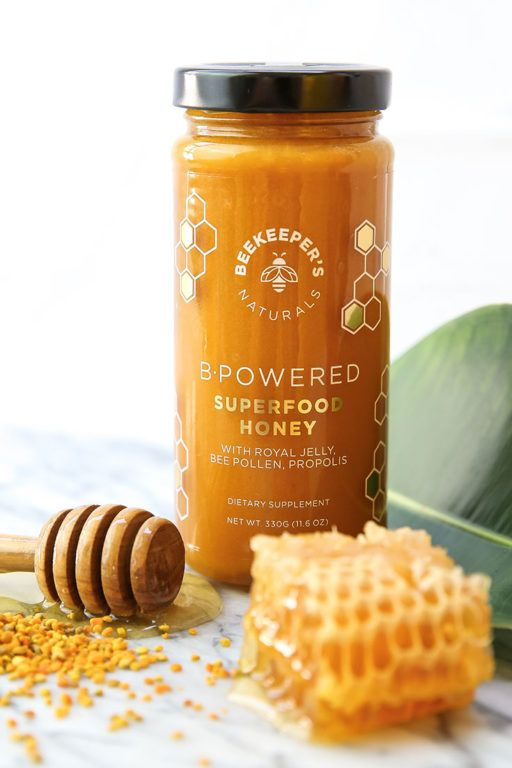 BEEKEEPER'S
NATURALS
B·POWERED
SUPERFOOD
HONEY
WITH ROYAL JELLY,
BEE POLLEN, PROPOLIS
DIETARY SUPPLEMENT
NET WT. 330G (11.6 OZ)